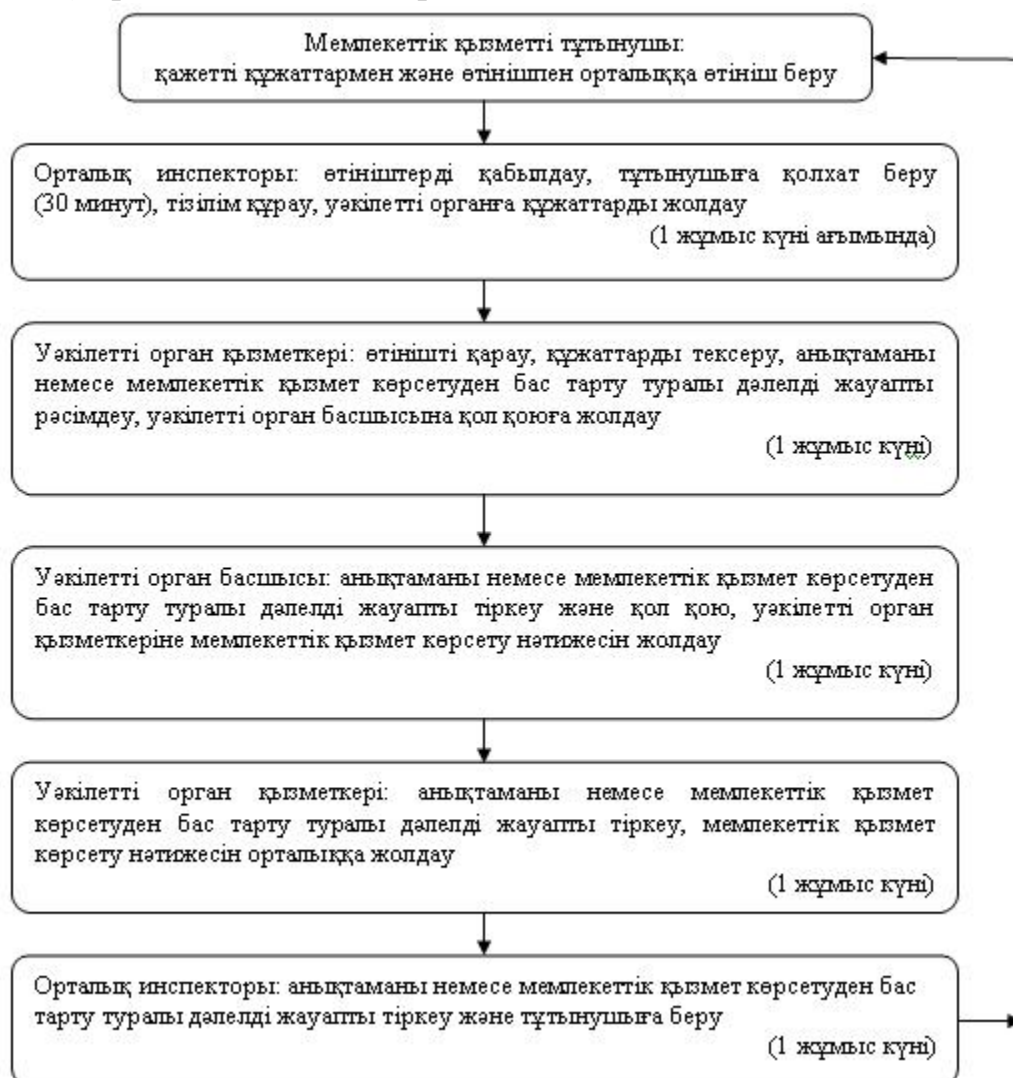 Мемлекеттік қызметті тұтынушы:
қажетті құжаттармен және өтінішпен орталыққа өтініш беру
Орталық инспекторы: өтініштерді қабылдау, тұтынушыға қолхат беру
(30 минут), тізілім құрау, уәкілетті органға құжаттарды жолдау
(1 жұмыс күні ағымында)
Уәкілетті орган қызметкері: өтінішті қарау, құжаттарды тексеру, анықтаманы
немесе мемлекеттік қызмет көрсетуден бас тарту туралы дәлелді жауапты
рәсімдеу, уәкілетті орган басшысына қол қоюға жолдау
(1 жұмыс күні)
Уәкілетті орган басшысы: анықтаманы немесе мемлекеттік қызмет көрсетуден
бас тарту туралы дәлелді жауапты тіркеу және қол қою, уәкілетті орган
қызметкеріне мемлекеттік қызмет көрсету нәтижесін жолдау
(1 жұмыс күні)
Уәкілетті орган қызметкері: анықтаманы немесе мемлекеттік қызмет
көрсетуден бас тарту туралы дәлелді жауапты тіркеу, мемлекеттік қызмет
көрсету нәтижесін орталыққа жолдау
(1 жұмыс күні)
Орталық инспекторы: анықтаманы немесе мемлекеттік қызмет көрсетуден бас
тарту туралы дәлелді жауапты тіркеу және тұтынушыға беру
(1 жұмыс күні)